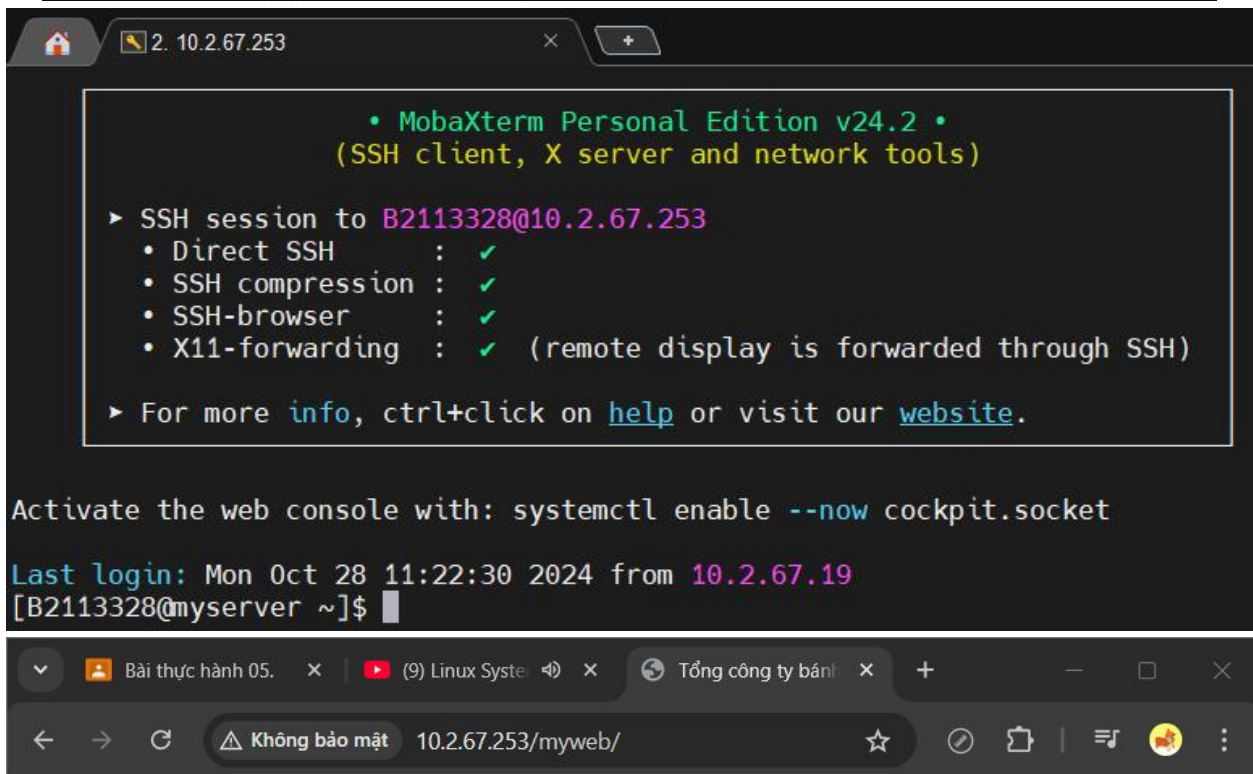 2. 10.2.67.253
• MobaXterm Personal Edition v24.2 •
(SSH client, X server and network tools)
➤ SSH session to B2113328@10.2.67.253
• Direct SSH : ✔
• SSH compression : ✔
• SSH-browser : ✔
• X11-forwarding : ✔ (remote display is forwarded through SSH)
➤ For more info, ctrl+click on help or visit our website.
Activate the web console with: systemctl enable --now cockpit.socket
Last login: Mon Oct 28 11:22:30 2024 from 10.2.67.19
[B2113328@myserver ~]$
Bài thực hành 05. (9) Linux Syste Tổng công ty bánh
Không bảo mật 10.2.67.253/myweb/